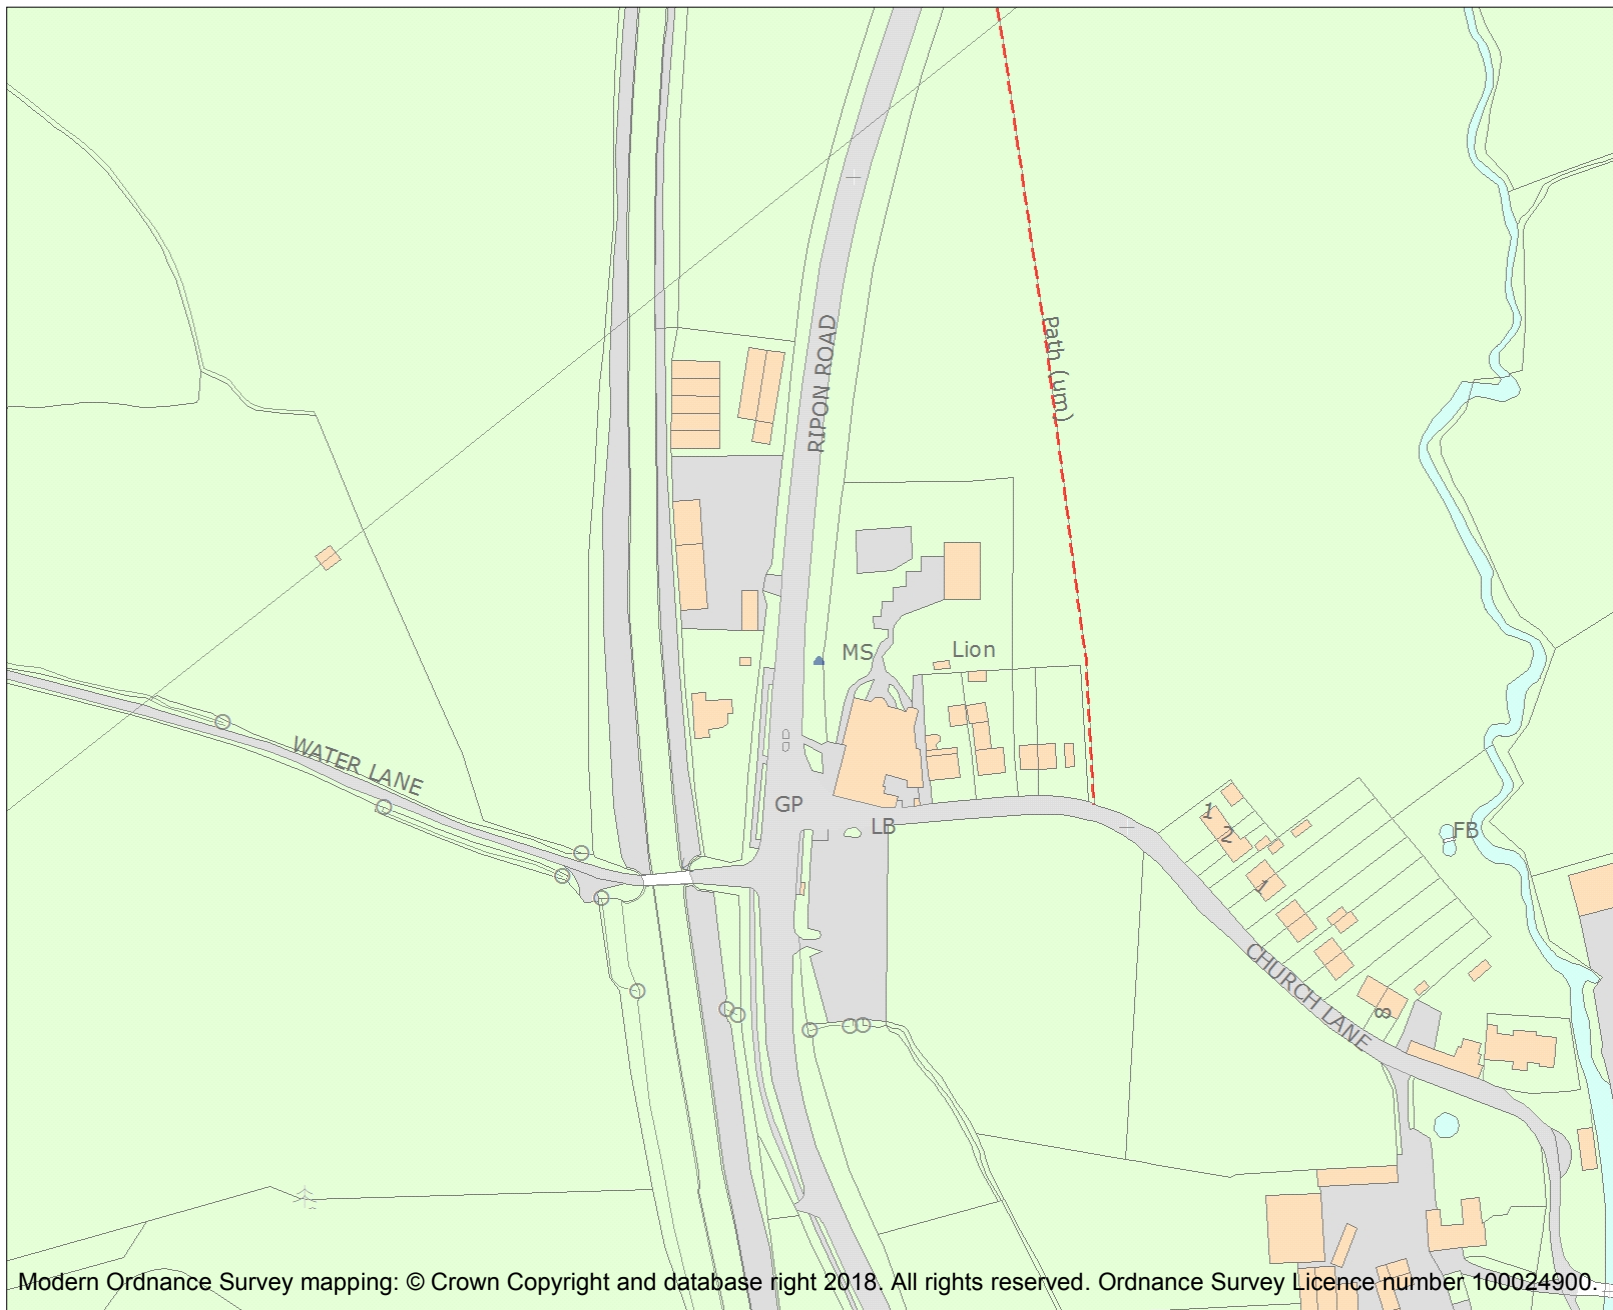 RIPON ROAD
Path (um)
MS
Lion
WATER LANE
GP
LB
1
2
FB
1
CHURCH LANE
8
Modern Ordnance Survey mapping: © Crown Copyright and database right 2018. All rights reserved. Ordnance Survey Licence number 100024900.